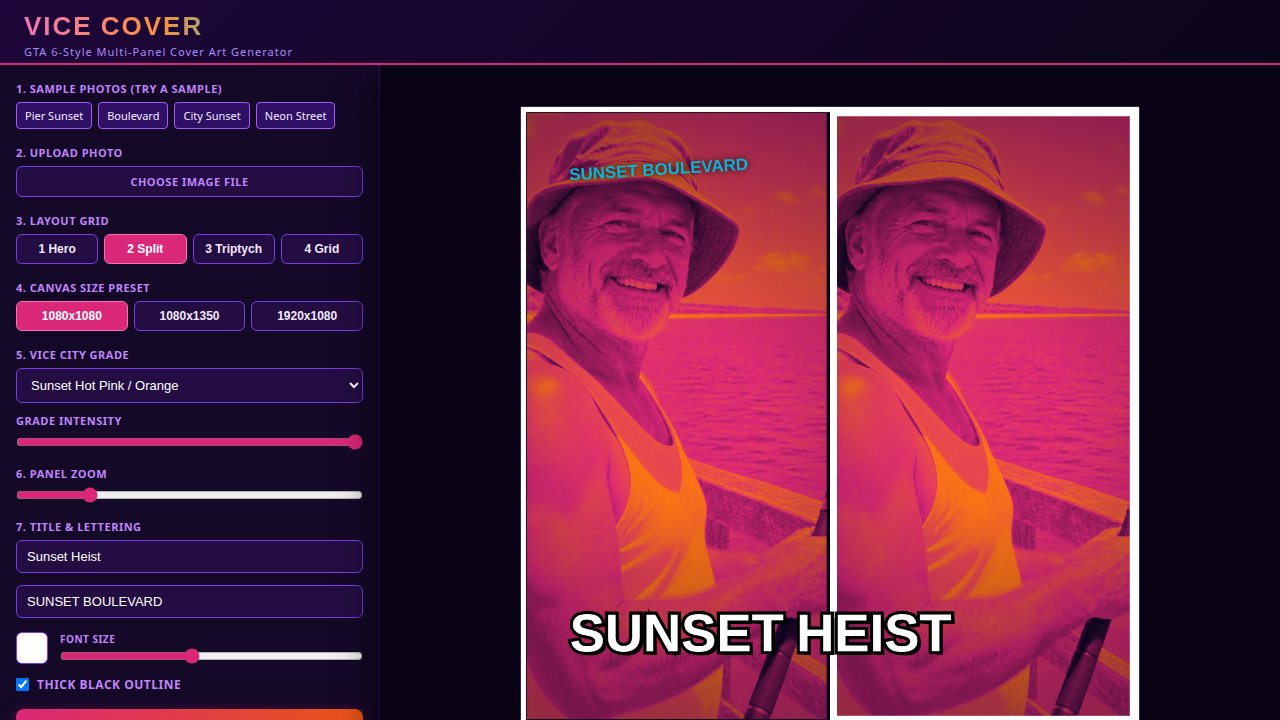 VICE COVER
GTA 6-Style Multi-Panel Cover Art Generator
1. SAMPLE PHOTOS (TRY A SAMPLE)
Pier Sunset
Boulevard
City Sunset
Neon Street
2. UPLOAD PHOTO
CHOOSE IMAGE FILE
3. LAYOUT GRID
1 Hero
2 Split
3 Triptych
4 Grid
4. CANVAS SIZE PRESET
1080x1080
1080x1350
1920x1080
5. VICE CITY GRADE
Sunset Hot Pink / Orange
GRADE INTENSITY
6. PANEL ZOOM
7. TITLE & LETTERING
Sunset Heist
SUNSET BOULEVARD
FONT SIZE
THICK BLACK OUTLINE
SUNSET BOULEVARD
SUNSET HEIST